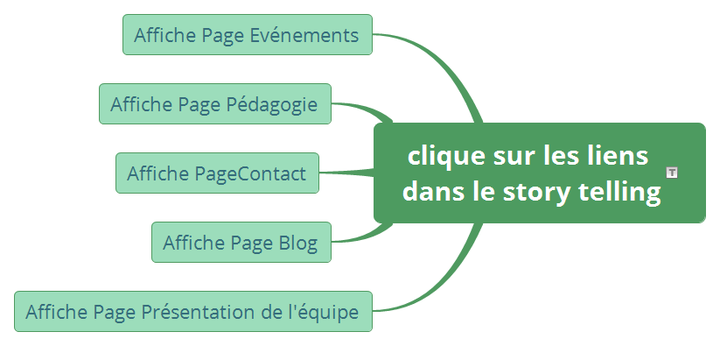 Affiche Page Evénements
Affiche Page Pédagogie
Affiche PageContact
Affiche Page Blog
Affiche Page Présentation de l'équipe
clique sur les liens
dans le story telling
T